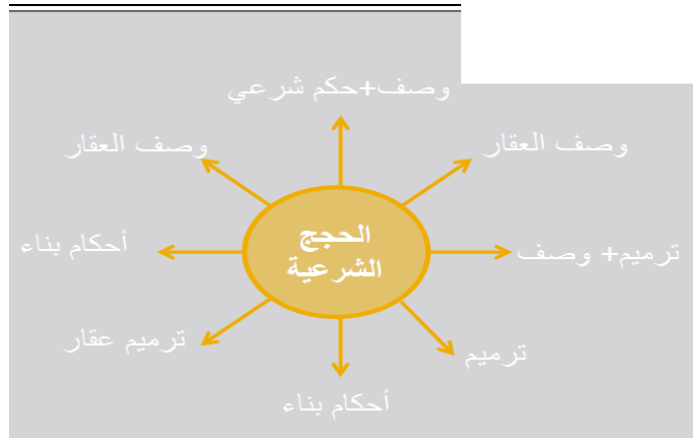 وصف+حكم شرعي
وصف العقار
وصف العقار
الحجج
الشرعية
أحكام بناء
ترميم+ وصف
ترميم عقار
ترميم
أحكام بناء